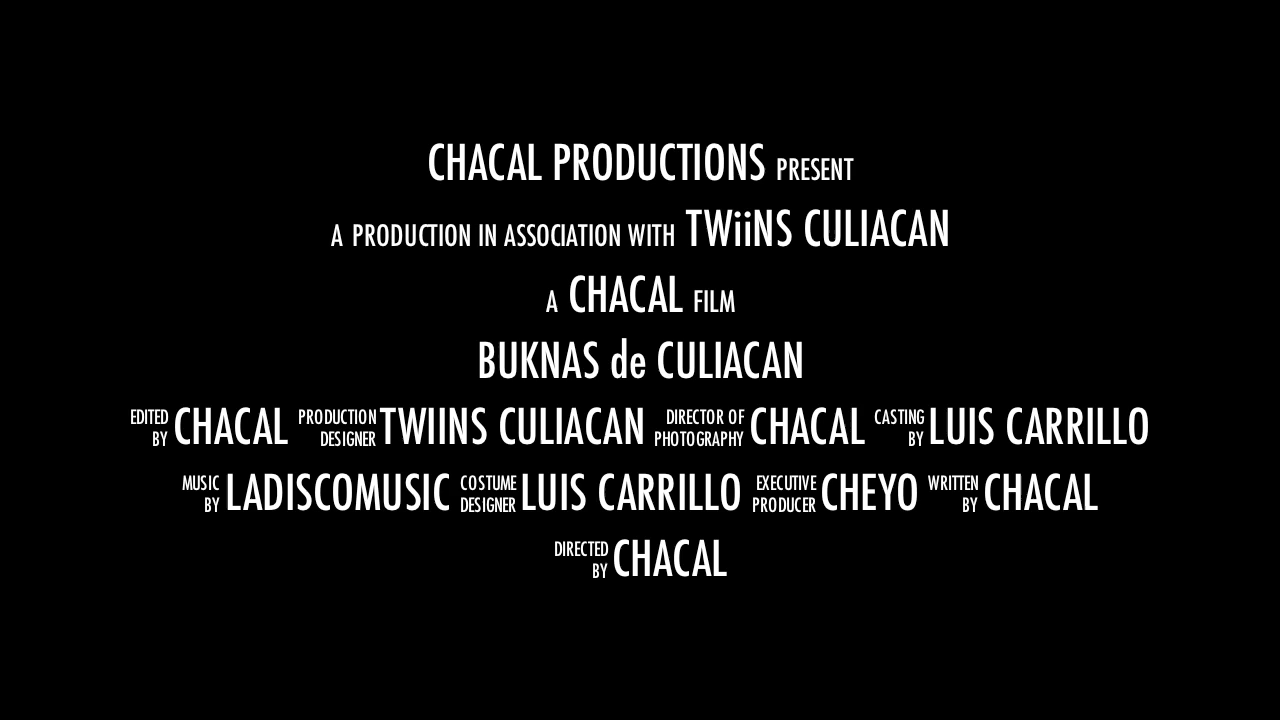 CHACAL PRODUCTIONS PRESENT
A PRODUCTION IN ASSOCIATION WITH TWiiNS CULIACAN
A CHACAL FILM
BUKNAS de CULIACAN
EDITED BY CHACAL PRODUCTION DESIGNER TWIINS CULIACAN DIRECTOR OF PHOTOGRAPHY CHACAL CASTING BY LUIS CARRILLO
MUSIC BY LADISCOMUSIC COSTUME DESIGNER LUIS CARRILLO EXECUTIVE PRODUCER CHEYO WRITTEN BY CHACAL
DIRECTED BY CHACAL